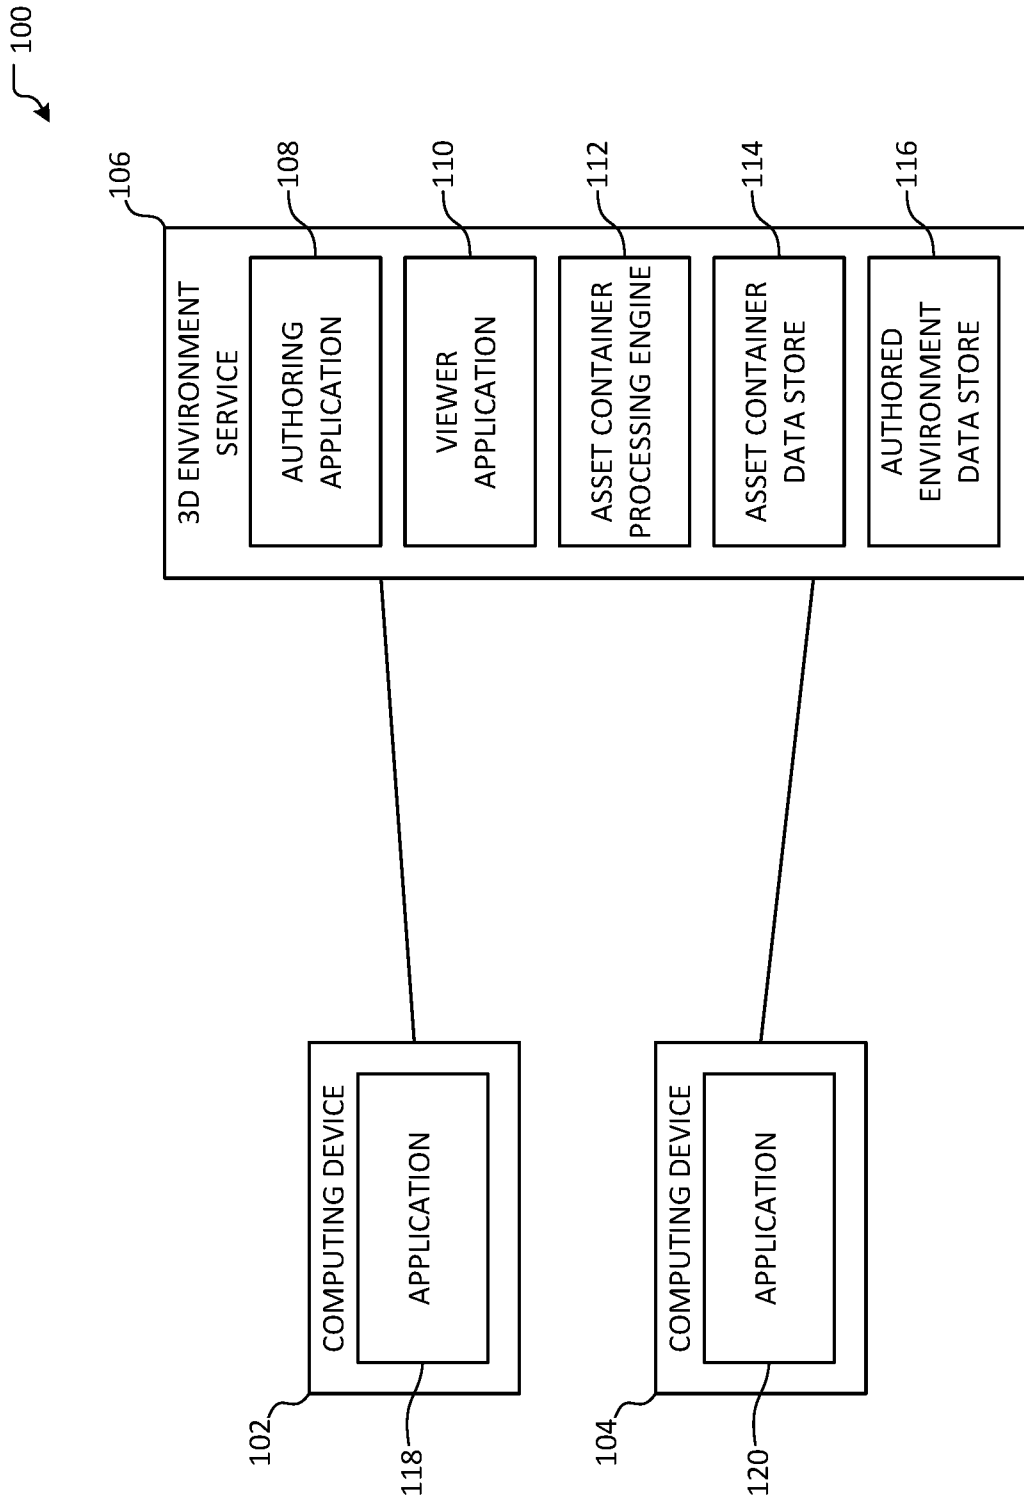 100
106
3D ENVIRONMENT
SERVICE
AUTHORING
APPLICATION
108
VIEWER
APPLICATION
110
ASSET CONTAINER
PROCESSING ENGINE
112
ASSET CONTAINER
DATA STORE
114
AUTHORED
ENVIRONMENT
DATA STORE
116
102
COMPUTING DEVICE
APPLICATION
118
104
COMPUTING DEVICE
APPLICATION
120